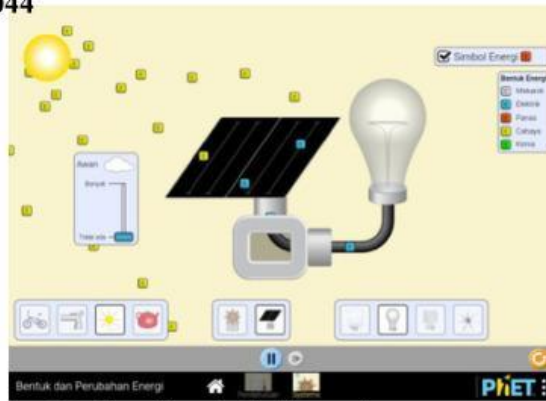 044
Simbol Energi E
Bentuk Energi
Mekanik
Elektrik
Panas
Cahaya
Kimia
Awan
Banyak
Tidak ada
Bentuk dan Perubahan Energi
Systems
PhET